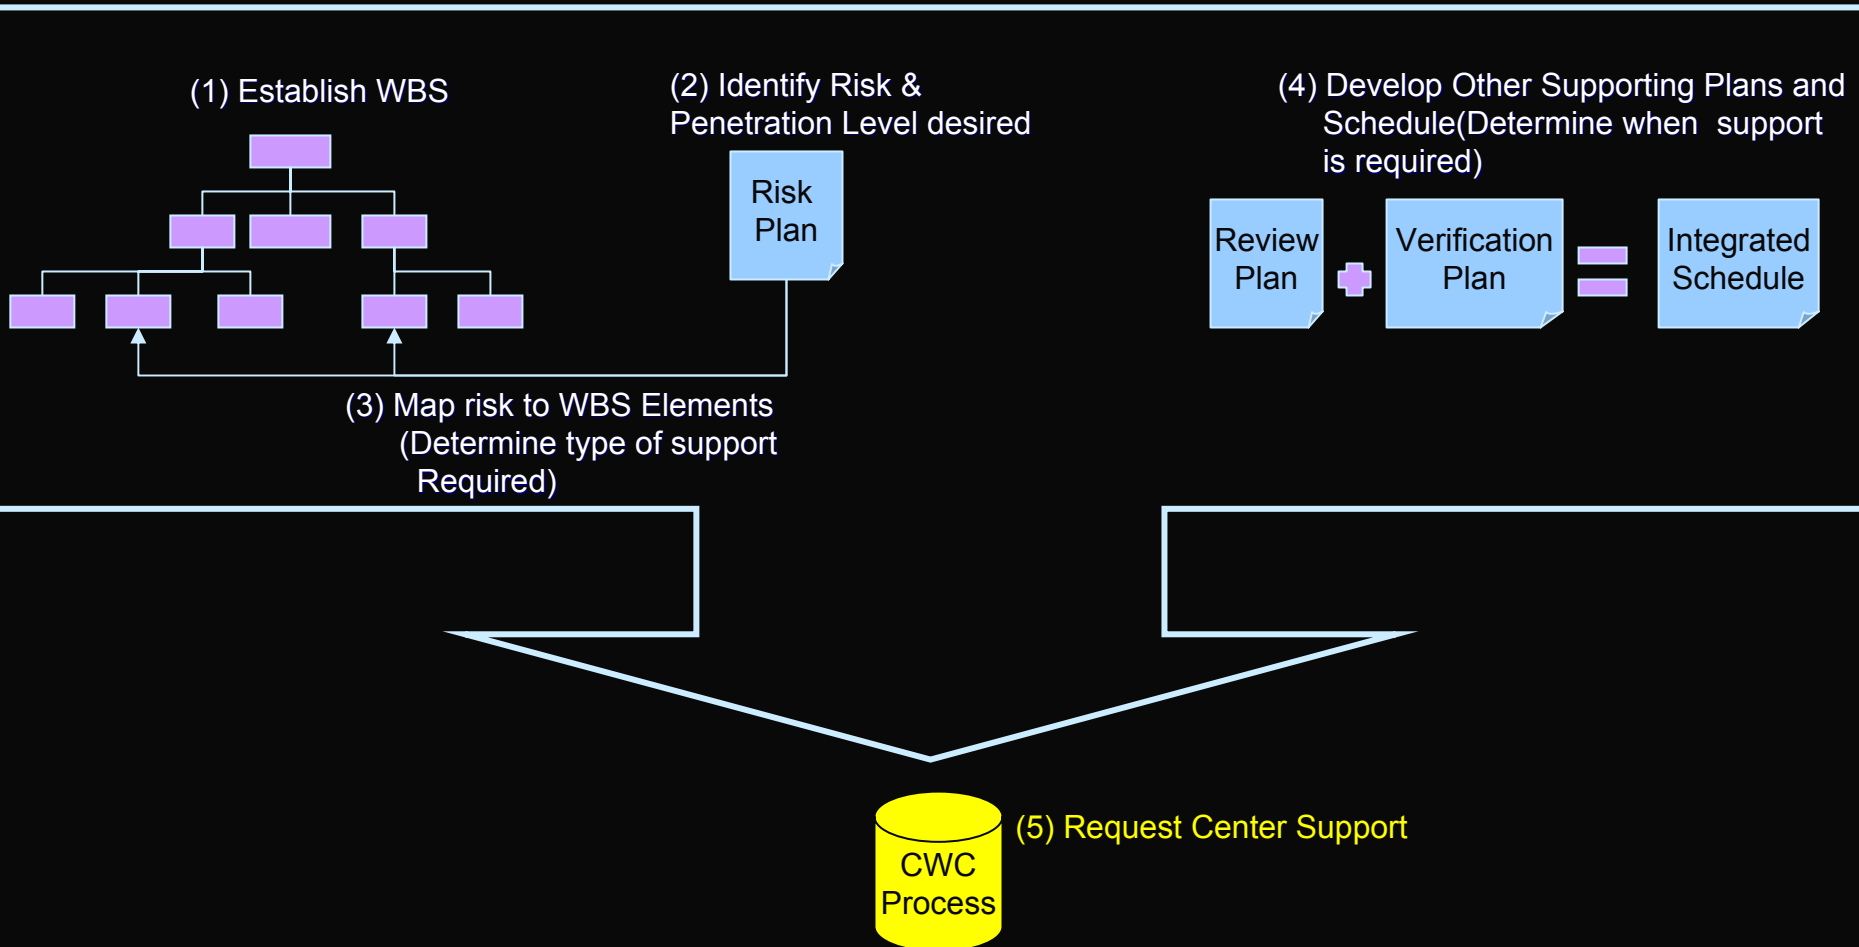 (1) Establish WBS
(2) Identify Risk &
Penetration Level desired
Risk
Plan
(3) Map risk to WBS Elements
(Determine type of support
Required)
(4) Develop Other Supporting Plans and
Schedule(Determine when support
is required)
Review
Plan
Verification
Plan
Integrated
Schedule
(5) Request Center Support
CWC
Process